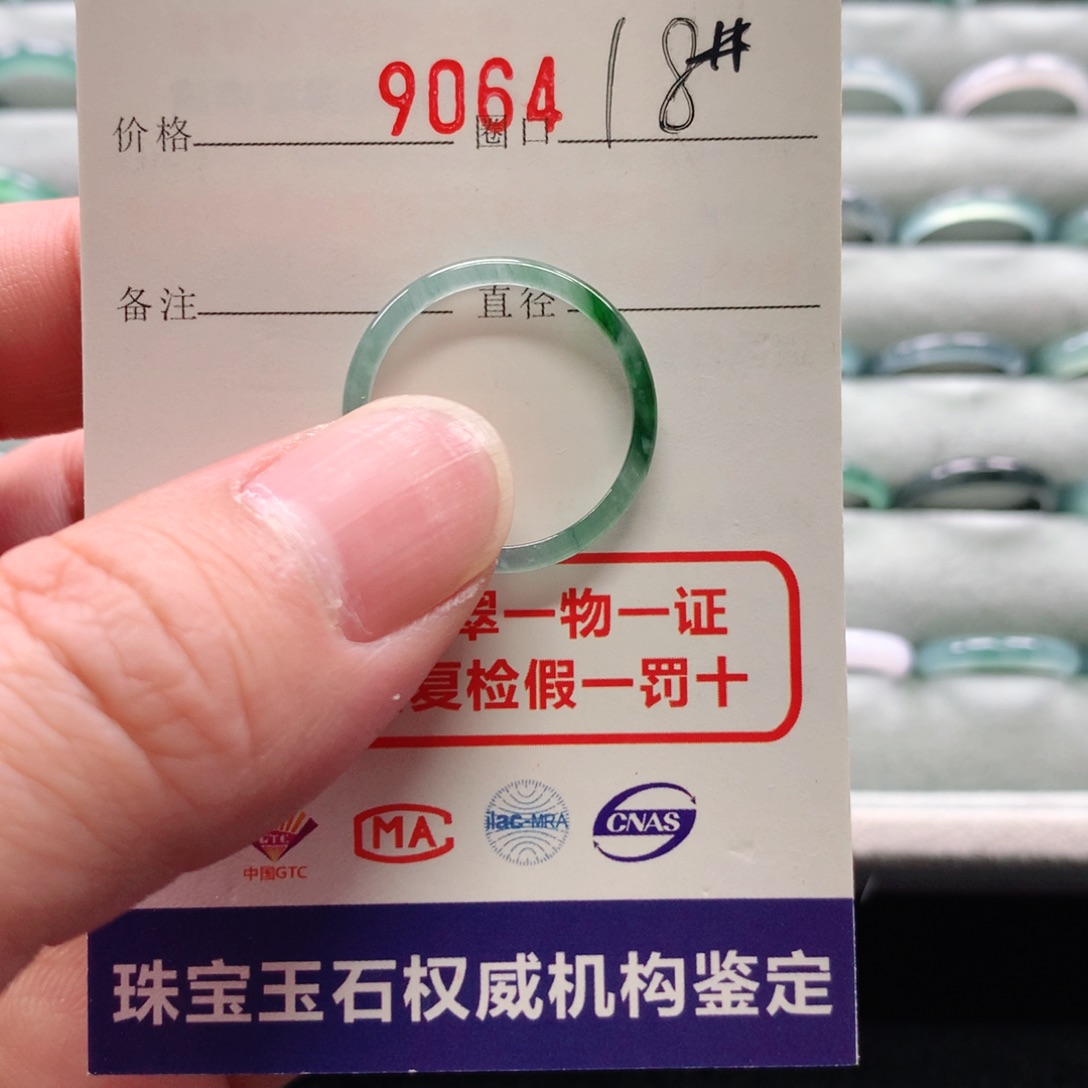 价格 9064 圈口 18#
备注 直径
翠一物一证
复检假一罚十
GTC CMA ilac-MRA CNAS
中国GTC
珠宝玉石权威机构鉴定